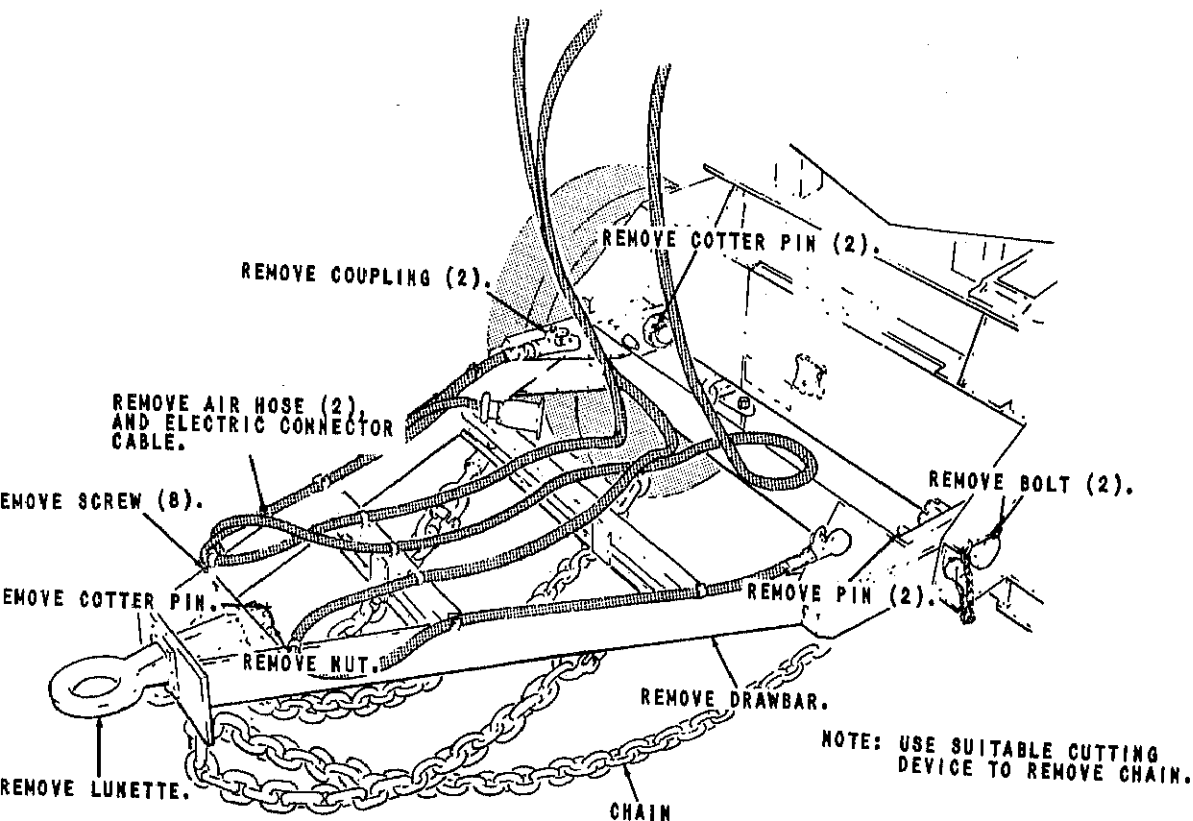 REMOVE COTTER PIN (2).
REMOVE COUPLING (2).
REMOVE AIR HOSE (2),
AND ELECTRIC CONNECTOR
CABLE.
REMOVE BOLT (2).
EMOVE SCREW (8).
REMOVE PIN (2).
EMOVE COTTER PIN.
REMOVE NUT.
REMOVE DRAWBAR.
NOTE: USE SUITABLE CUTTING
DEVICE TO REMOVE CHAIN.
REMOVE LUNETTE.
CHAIN